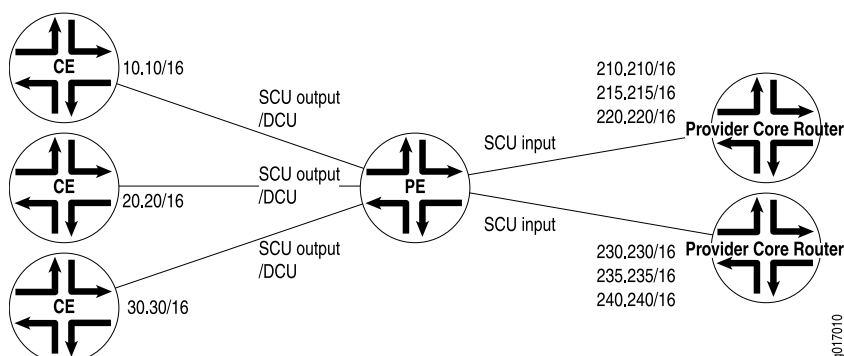 CE
10.10/16
SCU output
/DCU
CE
20.20/16
SCU output
/DCU
CE
30.30/16
SCU output
/DCU
PE
SCU input
SCU input
210.210/16
215.215/16
220.220/16
Provider Core Router
Provider Core Router
230.230/16
235.235/16
240.240/16
g017010